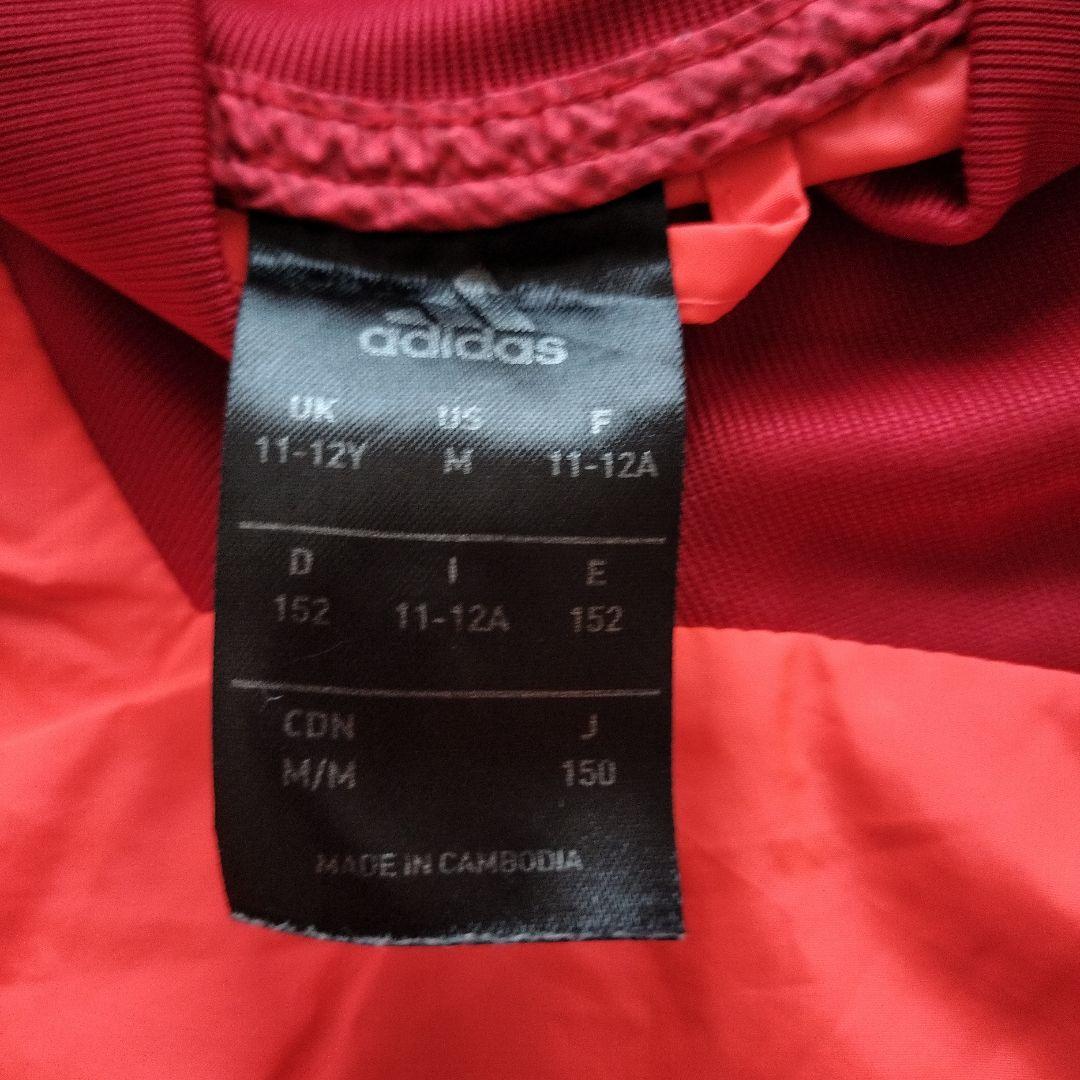 adidas
UK US F
11-12Y M 11-12A
D I E
152 11-12A 152
CDN J
M/M 150
MADE IN CAMBODIA